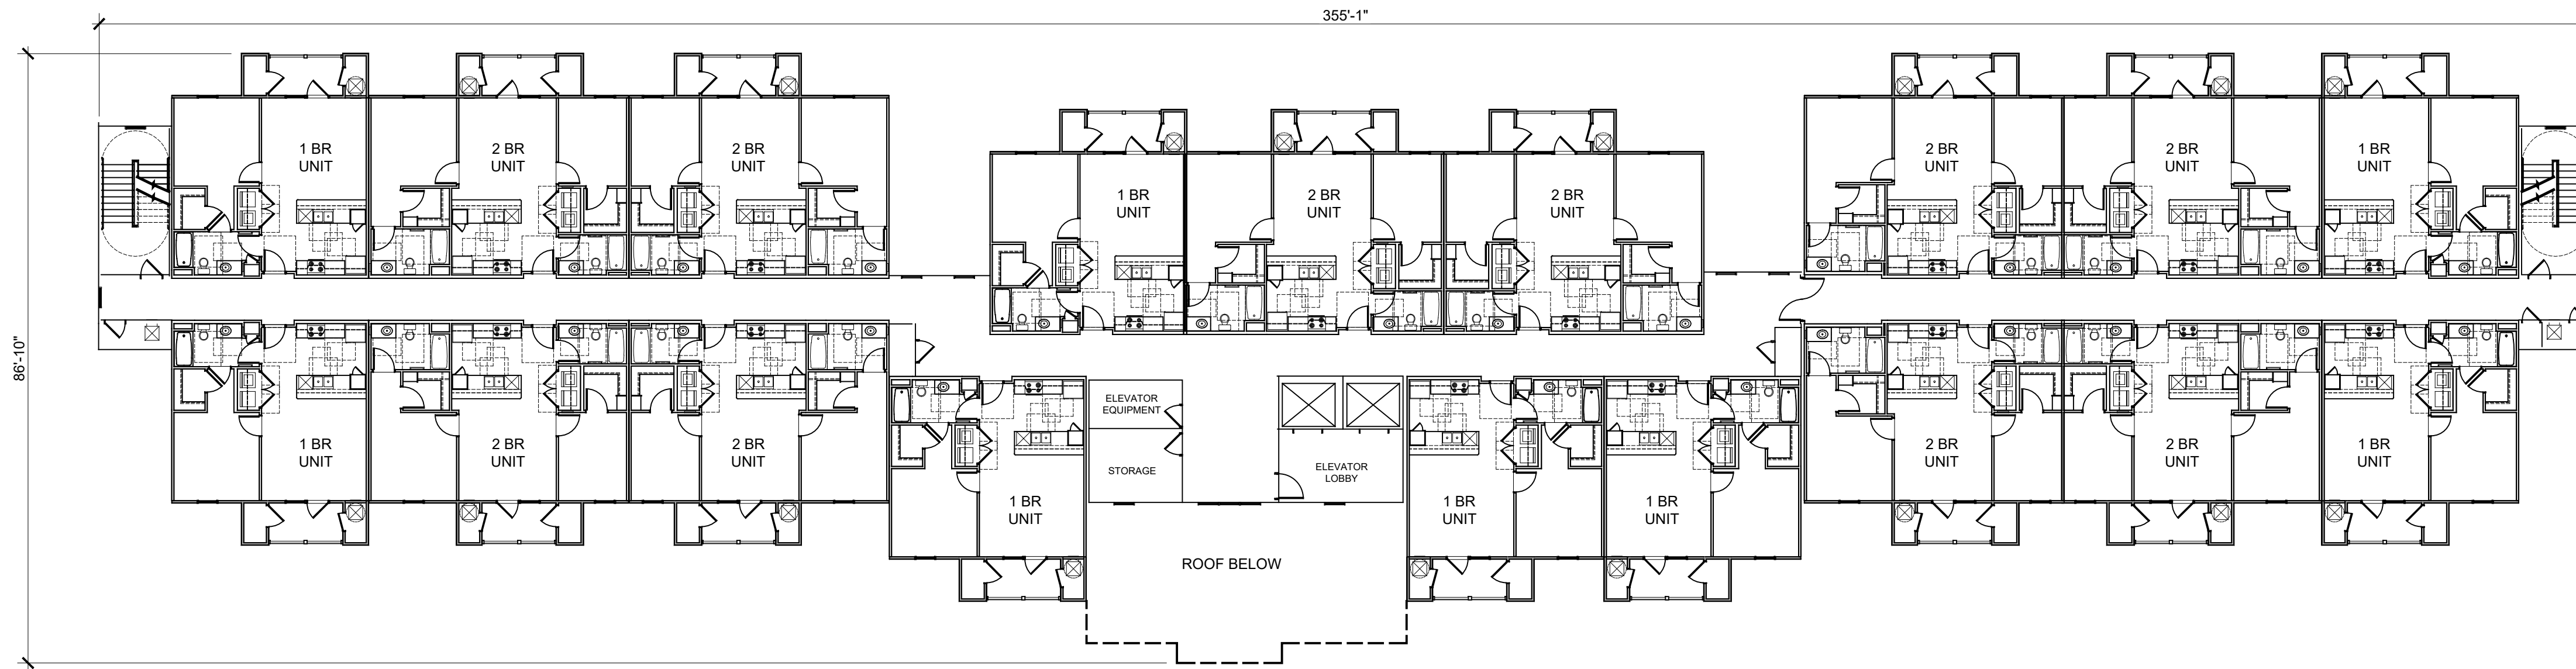 355'-1"
86'-10"
1 BR
UNIT
2 BR
UNIT
2 BR
UNIT
1 BR
UNIT
2 BR
UNIT
2 BR
UNIT
2 BR
UNIT
2 BR
UNIT
1 BR
UNIT
1 BR
UNIT
2 BR
UNIT
2 BR
UNIT
1 BR
UNIT
ELEVATOR
EQUIPMENT
STORAGE
ELEVATOR
LOBBY
1 BR
UNIT
1 BR
UNIT
2 BR
UNIT
2 BR
UNIT
1 BR
UNIT
ROOF BELOW